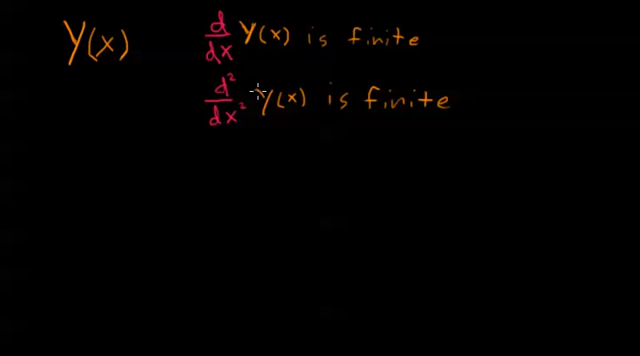 Y(x)
d/dx Y(x) is finite
d²/dx² Y(x) is finite